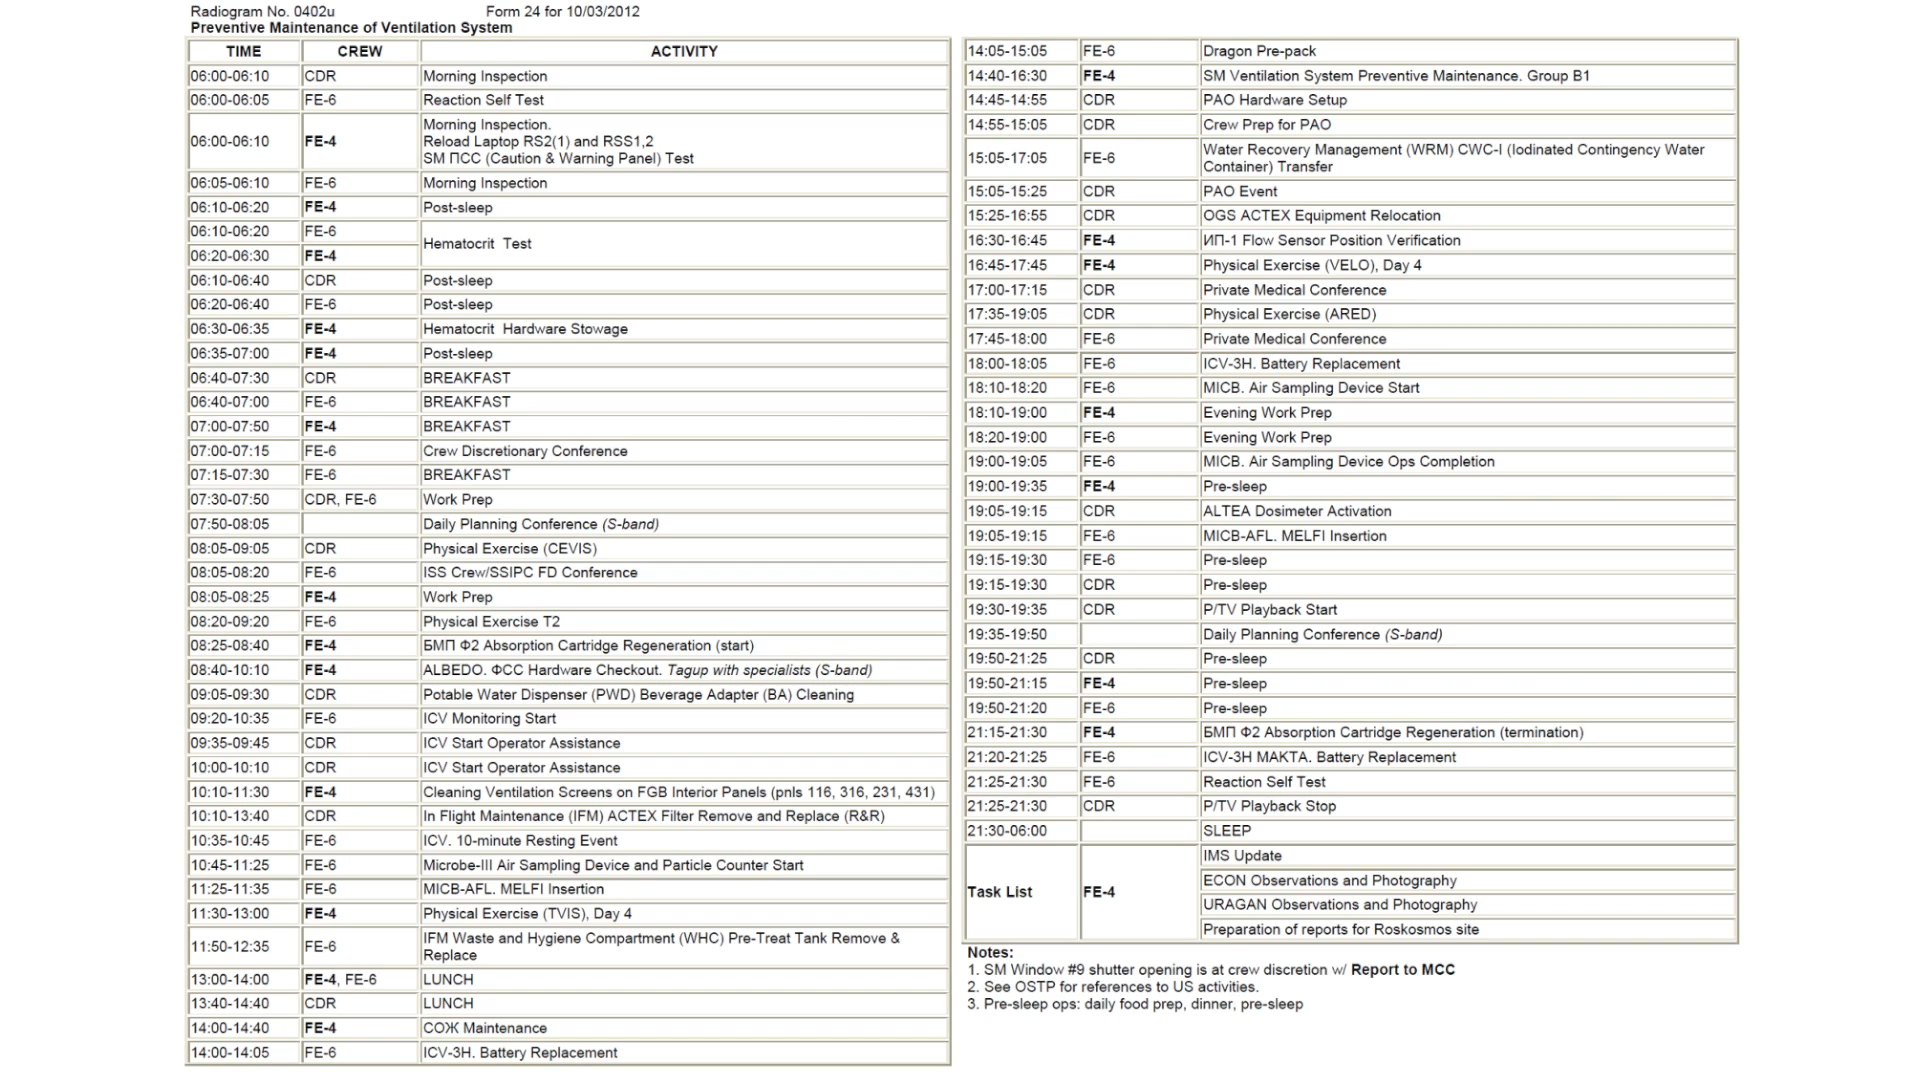 Radiogram No. 0402u Form 24 for 10/03/2012
Preventive Maintenance of Ventilation System
TIME CREW ACTIVITY
06:00-06:10 CDR Morning Inspection
06:00-06:05 FE-6 Reaction Self Test
06:00-06:10 FE-4 Morning Inspection.
Reload Laptop RS2(1) and RSS1,2
SM ПСС (Caution & Warning Panel) Test
06:05-06:10 FE-6 Morning Inspection
06:10-06:20 FE-4 Post-sleep
06:10-06:20 FE-6 Hematocrit Test
06:20-06:30 FE-4
06:10-06:40 CDR Post-sleep
06:20-06:40 FE-6 Post-sleep
06:30-06:35 FE-4 Hematocrit Hardware Stowage
06:35-07:00 FE-4 Post-sleep
06:40-07:30 CDR BREAKFAST
06:40-07:00 FE-6 BREAKFAST
07:00-07:50 FE-4 BREAKFAST
07:00-07:15 FE-6 Crew Discretionary Conference
07:15-07:30 FE-6 BREAKFAST
07:30-07:50 CDR, FE-6 Work Prep
07:50-08:05 Daily Planning Conference (S-band)
08:05-09:05 CDR Physical Exercise (CEVIS)
08:05-08:20 FE-6 ISS Crew/SSIPC FD Conference
08:05-08:25 FE-4 Work Prep
08:20-09:20 FE-6 Physical Exercise T2
08:25-08:40 FE-4 БМП Ф2 Absorption Cartridge Regeneration (start)
08:40-10:10 FE-4 ALBEDO. ФСС Hardware Checkout. Tagup with specialists (S-band)
09:05-09:30 CDR Potable Water Dispenser (PWD) Beverage Adapter (BA) Cleaning
09:20-10:35 FE-6 ICV Monitoring Start
09:35-09:45 CDR ICV Start Operator Assistance
10:00-10:10 CDR ICV Start Operator Assistance
10:10-11:30 FE-4 Cleaning Ventilation Screens on FGB Interior Panels (pnls 116, 316, 231, 431)
10:10-13:40 CDR In Flight Maintenance (IFM) ACTEX Filter Remove and Replace (R&R)
10:35-10:45 FE-6 ICV. 10-minute Resting Event
10:45-11:25 FE-6 Microbe-III Air Sampling Device and Particle Counter Start
11:25-11:35 FE-6 MICB-AFL. MELFI Insertion
11:30-13:00 FE-4 Physical Exercise (TVIS), Day 4
11:50-12:35 FE-6 IFM Waste and Hygiene Compartment (WHC) Pre-Treat Tank Remove &
Replace
13:00-14:00 FE-4, FE-6 LUNCH
13:40-14:40 CDR LUNCH
14:00-14:40 FE-4 СОЖ Maintenance
14:00-14:05 FE-6 ICV-3H. Battery Replacement
14:05-15:05 FE-6 Dragon Pre-pack
14:40-16:30 FE-4 SM Ventilation System Preventive Maintenance. Group B1
14:45-14:55 CDR PAO Hardware Setup
14:55-15:05 CDR Crew Prep for PAO
15:05-17:05 FE-6 Water Recovery Management (WRM) CWC-I (Iodinated Contingency Water
Container) Transfer
15:05-15:25 CDR PAO Event
15:25-16:55 CDR OGS ACTEX Equipment Relocation
16:30-16:45 FE-4 ИП-1 Flow Sensor Position Verification
16:45-17:45 FE-4 Physical Exercise (VELO), Day 4
17:00-17:15 CDR Private Medical Conference
17:35-19:05 CDR Physical Exercise (ARED)
17:45-18:00 FE-6 Private Medical Conference
18:00-18:05 FE-6 ICV-3H. Battery Replacement
18:10-18:20 FE-6 MICB. Air Sampling Device Start
18:10-19:00 FE-4 Evening Work Prep
18:20-19:00 FE-6 Evening Work Prep
19:00-19:05 FE-6 MICB. Air Sampling Device Ops Completion
19:00-19:35 FE-4 Pre-sleep
19:05-19:15 CDR ALTEA Dosimeter Activation
19:05-19:15 FE-6 MICB-AFL. MELFI Insertion
19:15-19:30 FE-6 Pre-sleep
19:15-19:30 CDR Pre-sleep
19:30-19:35 CDR P/TV Playback Start
19:35-19:50 Daily Planning Conference (S-band)
19:50-21:25 CDR Pre-sleep
19:50-21:15 FE-4 Pre-sleep
19:50-21:20 FE-6 Pre-sleep
21:15-21:30 FE-4 БМП Ф2 Absorption Cartridge Regeneration (termination)
21:20-21:25 FE-6 ICV-3H MAKTA. Battery Replacement
21:25-21:30 FE-6 Reaction Self Test
21:25-21:30 CDR P/TV Playback Stop
21:30-06:00 SLEEP
Task List FE-4 IMS Update
ECON Observations and Photography
URAGAN Observations and Photography
Preparation of reports for Roskosmos site
Notes:
1. SM Window #9 shutter opening is at crew discretion w/ Report to MCC
2. See OSTP for references to US activities.
3. Pre-sleep ops: daily food prep, dinner, pre-sleep